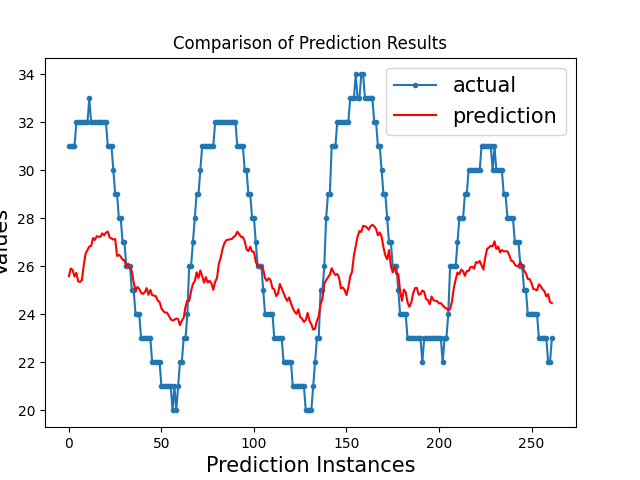 Comparison of Prediction Results
actual
prediction
34
32
30
28
26
24
22
20
Values
0 50 100 150 200 250
Prediction Instances